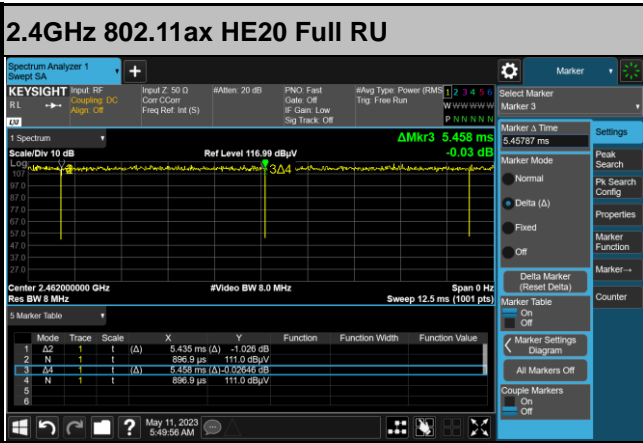 2.4GHz 802.11ax HE20 Full RU
Spectrum Analyzer 1
Swept SA
Marker
KEYSIGHT
RL
LXI
Input: RF
Coupling: DC
Align: Off
Input Z: 50 Ω
Corr CCorr
Freq Ref: Int (S)
#Atten: 20 dB
PNO: Fast
Gate: Off
IF Gain: Low
Sig Track: Off
#Avg Type: Power (RMS
Trig: Free Run
1 2 3 4 5 6
W W W W W W
P N N N N N
Select Marker
Marker 3
1 Spectrum
ΔMkr3 5.458 ms
Scale/Div 10 dB
Ref Level 116.99 dBµV
-0.03 dB
Log
107
97.0
87.0
77.0
67.0
57.0
47.0
37.0
27.0
3Δ4
Center 2.462000000 GHz
#Video BW 8.0 MHz
Span 0 Hz
Res BW 8 MHz
Sweep 12.5 ms (1001 pts)
Marker Δ Time
5.45787 ms
Marker Mode
Normal
Delta (Δ)
Fixed
Off
Delta Marker
(Reset Delta)
Marker Table
On
Off
Marker Settings
Diagram
All Markers Off
Couple Markers
On
Off
Settings
Peak
Search
Pk Search
Config
Properties
Marker
Function
Marker→
Counter
5 Marker Table
Mode Trace Scale X Y Function Function Width Function Value
1 Δ2 1 t (Δ) 5.435 ms (Δ) -1.026 dB
2 N 1 t 896.9 µs 111.0 dBµV
3 Δ4 1 t (Δ) 5.458 ms (Δ) -0.02646 dB
4 N 1 t 896.9 µs 111.0 dBµV
5
6
?
May 11, 2023
5:49:56 AM